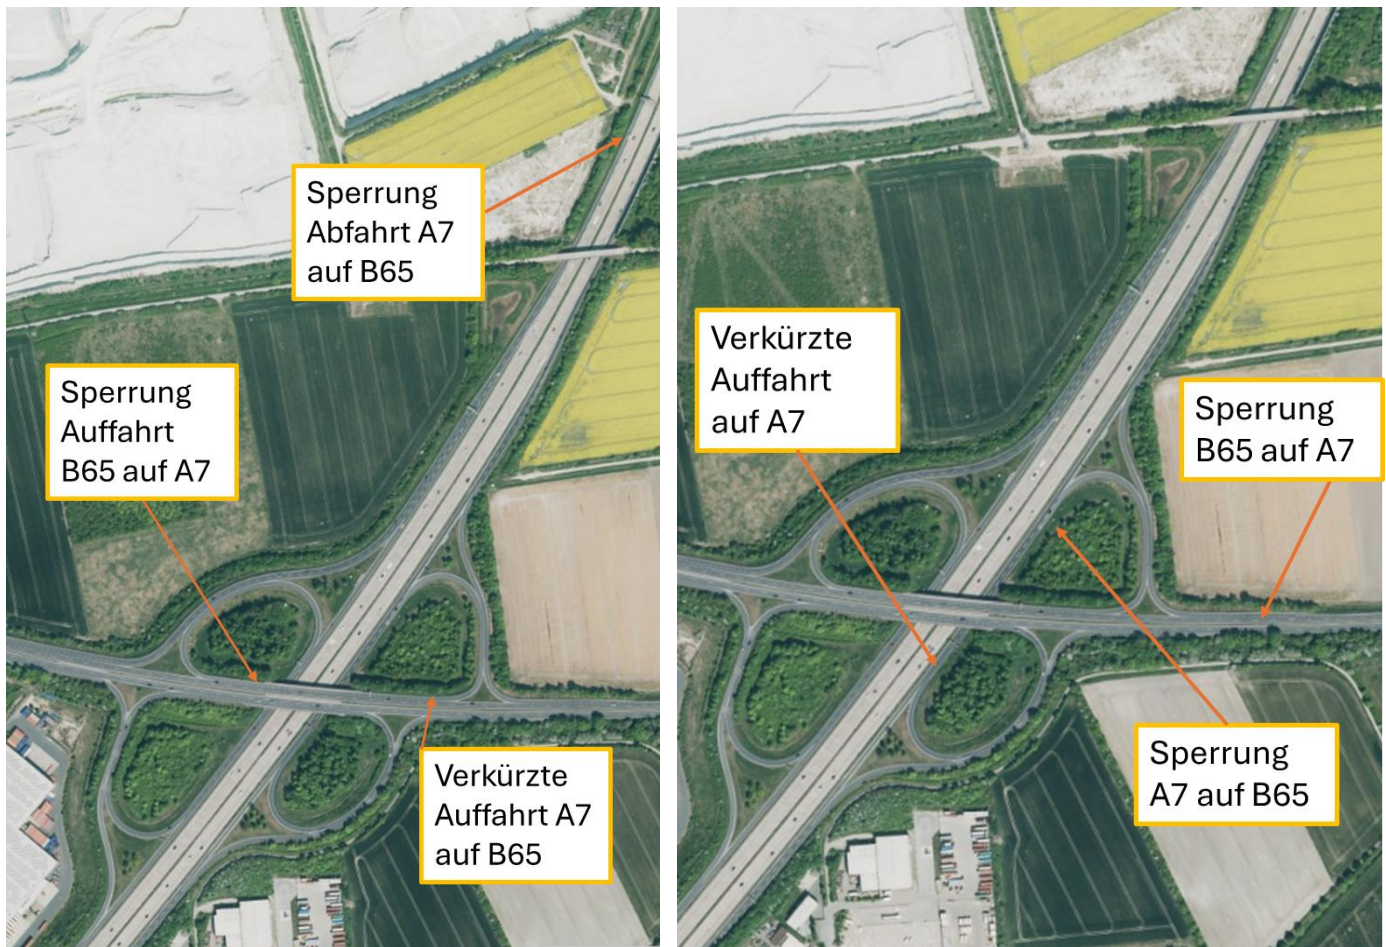 Sperrung
Abfahrt A7
auf B65
Sperrung
Auffahrt
B65 auf A7
Verkürzte
Auffahrt A7
auf B65
Verkürzte
Auffahrt
auf A7
Sperrung
B65 auf A7
Sperrung
A7 auf B65